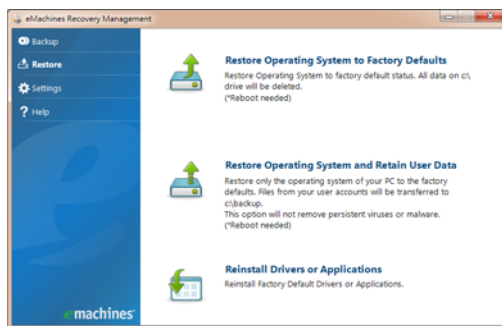 eMachines Recovery Management
Backup
Restore
Settings
? Help
Restore Operating System to Factory Defaults
Restore Operating System to factory default status. All data on c:\
drive will be deleted.
(*Reboot needed)
Restore Operating System and Retain User Data
Restore only the operating system of your PC to the factory
defaults. Files from your user accounts will be transferred to
c:\backup.
This option will not remove persistent viruses or malware.
(*Reboot needed)
Reinstall Drivers or Applications
Reinstall Factory Default Drivers or Applications.
emachines